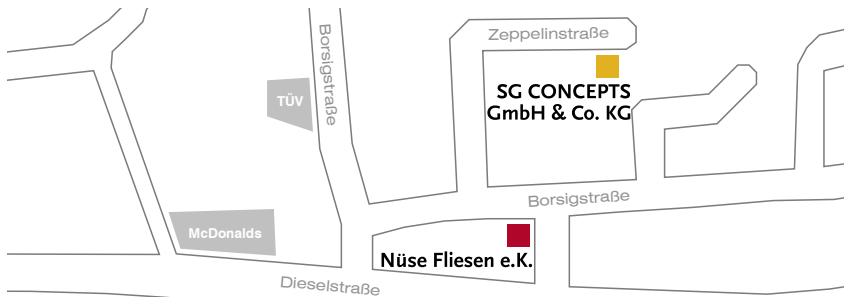 Zeppelinstraße
Borsigstraße
SG CONCEPTS
GmbH & Co. KG
TÜV
Borsigstraße
McDonalds
Nüse Fliesen e.K.
Dieselstraße